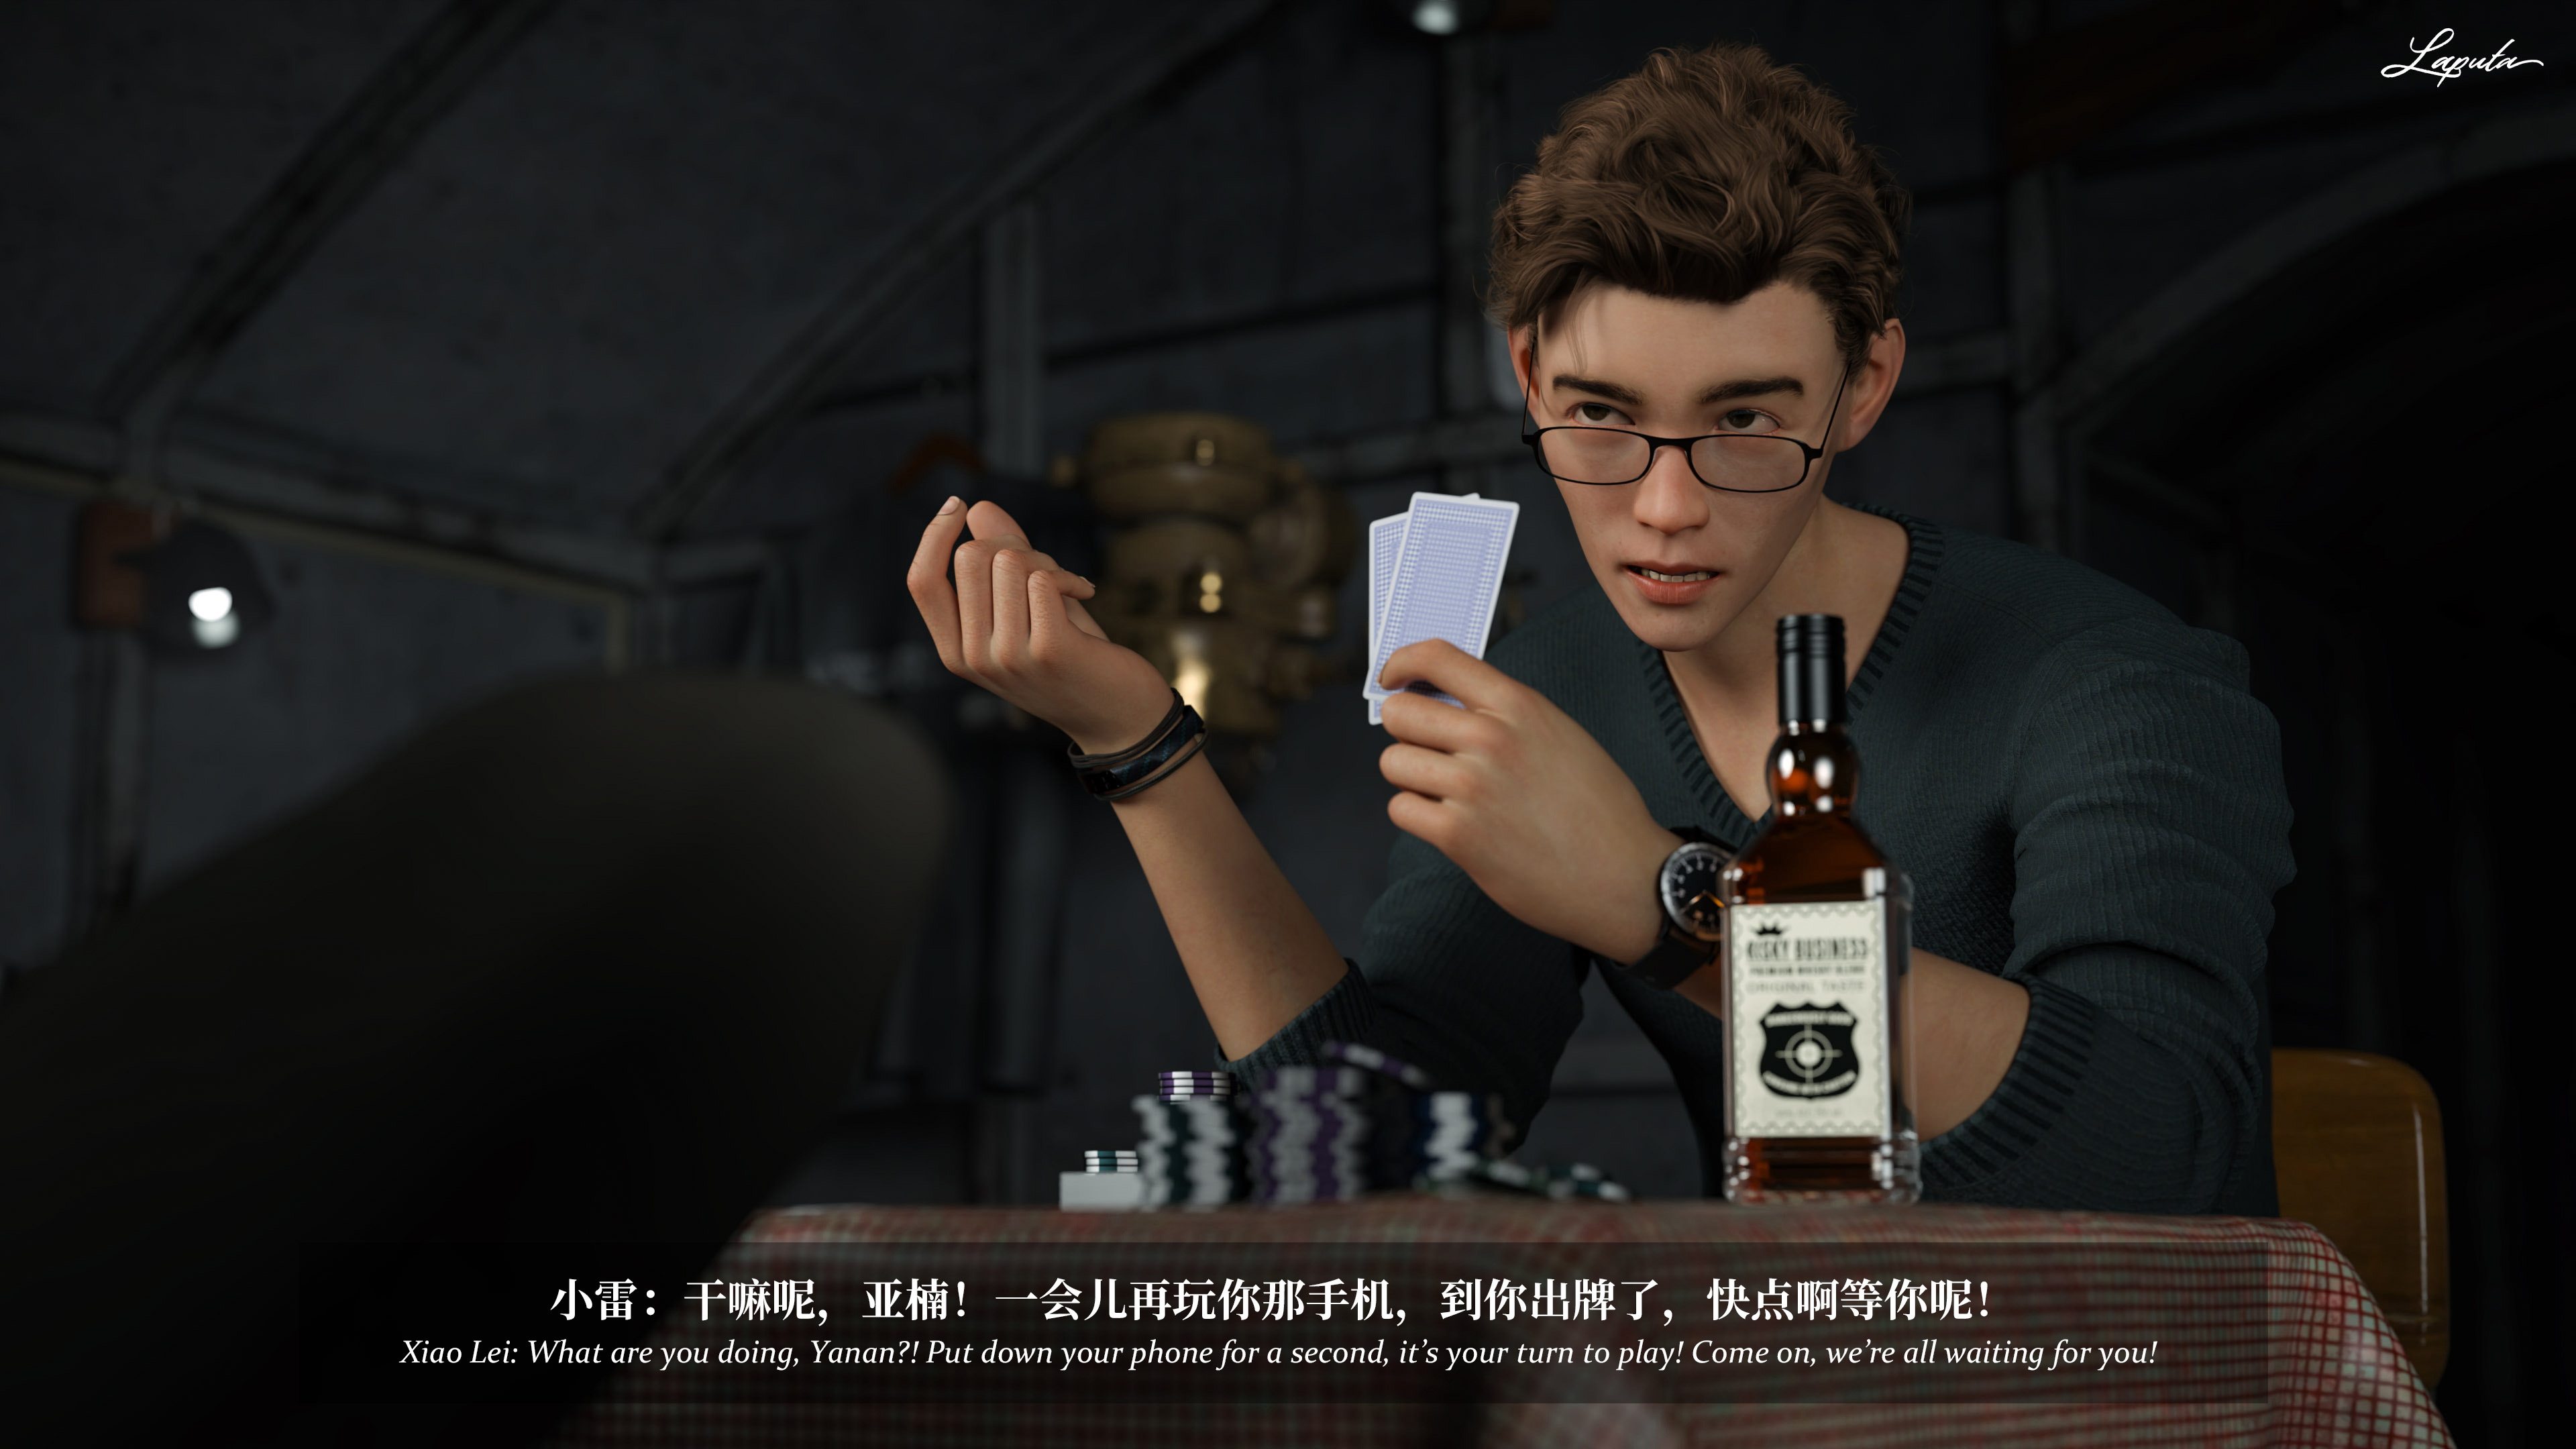 Laputa
RISKY BUSINESS
PREMIUM WHISKY BLEND
ORIGINAL TASTE
小雷：干嘛呢，亚楠！一会儿再玩你那手机，到你出牌了，快点啊等你呢！
Xiao Lei: What are you doing, Yanan?! Put down your phone for a second, it’s your turn to play! Come on, we’re all waiting for you!